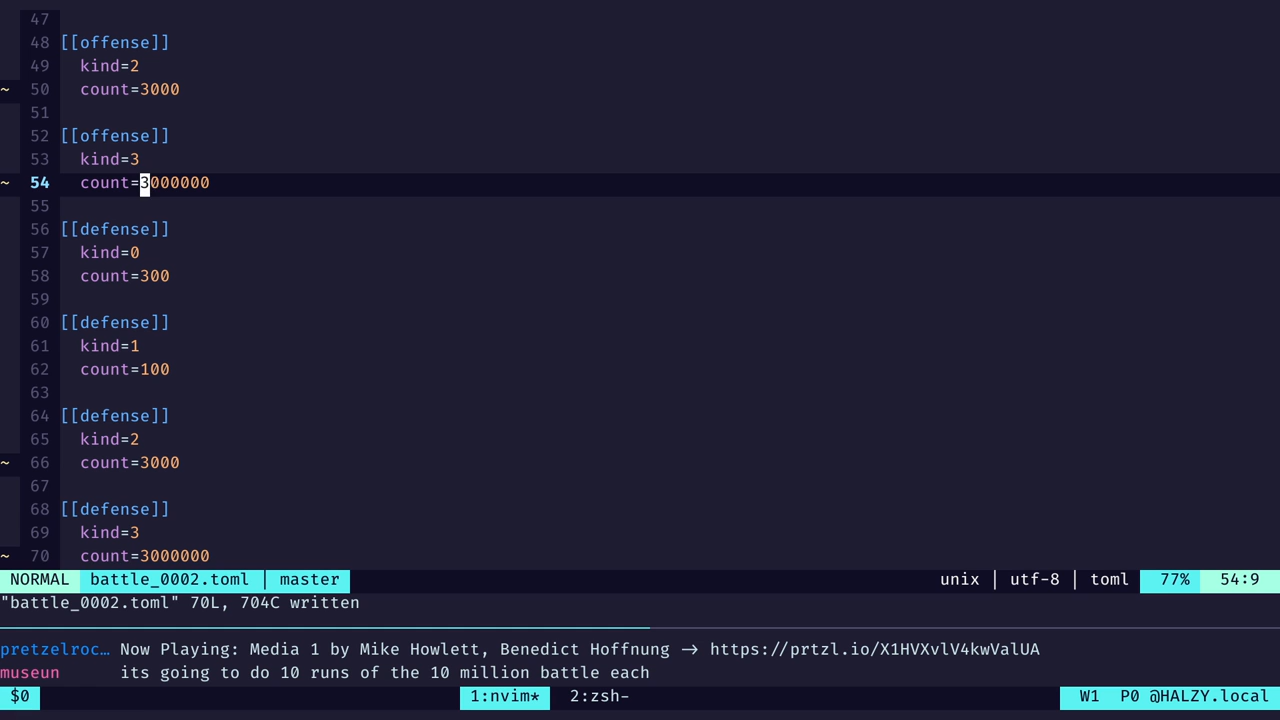 47
48 [[offense]]
49 kind=2
~ 50 count=3000
51
52 [[offense]]
53 kind=3
~ 54 count=3000000
55
56 [[defense]]
57 kind=0
58 count=300
59
60 [[defense]]
61 kind=1
62 count=100
63
64 [[defense]]
65 kind=2
~ 66 count=3000
67
68 [[defense]]
69 kind=3
~ 70 count=3000000
NORMAL battle_0002.toml | master unix | utf-8 | toml 77% 54:9
"battle_0002.toml" 70L, 704C written
pretzelroc… Now Playing: Media 1 by Mike Howlett, Benedict Hoffnung -> https://prtzl.io/X1HVXvlV4kwValUA
museun its going to do 10 runs of the 10 million battle each
$0 1:nvim* 2:zsh- W1 P0 @HALZY.local